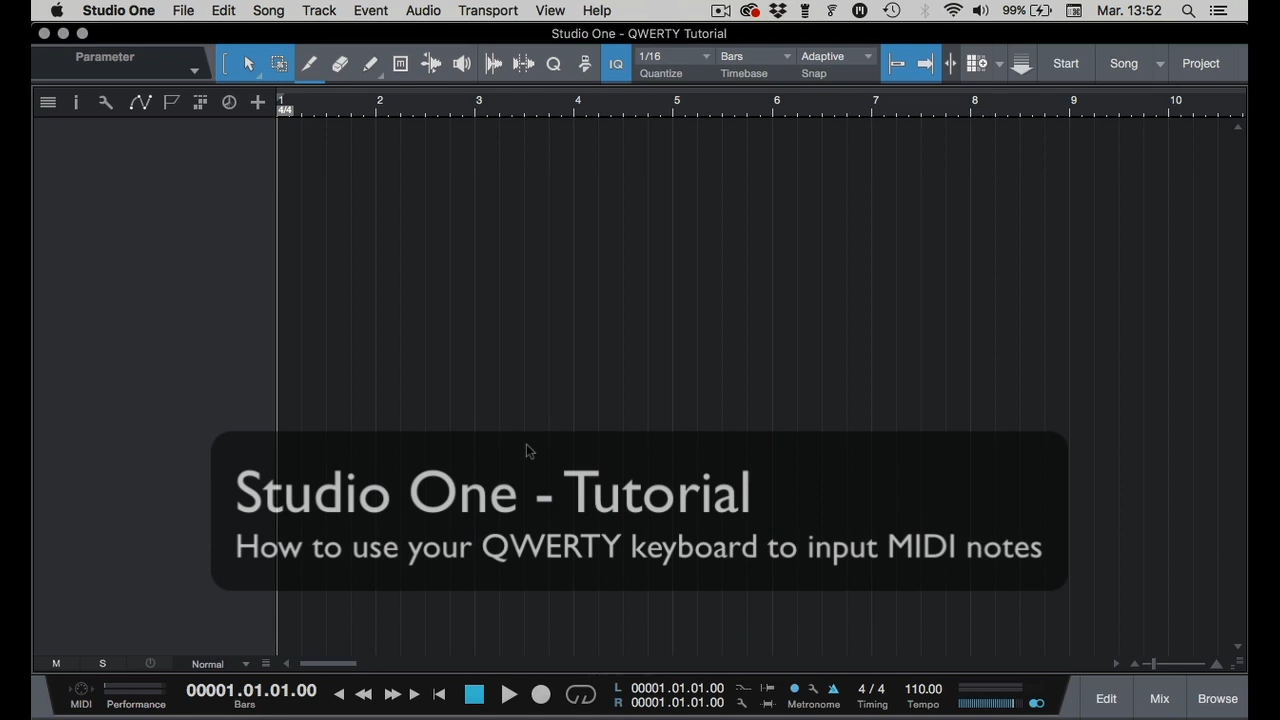 Studio One File Edit Song Track Event Audio Transport View Help 99% Mar. 13:52
Studio One - QWERTY Tutorial
Parameter
IQ 1/16 Bars Adaptive Start Song Project
Quantize Timebase Snap
1 2 3 4 5 6 7 8 9 10
4/4
Studio One - Tutorial
How to use your QWERTY keyboard to input MIDI notes
M S Normal
00001.01.01.00 L 00001.01.01.00 4 / 4 110.00 Edit Mix Browse
MIDI Performance Bars R 00001.01.01.00 Metronome Timing Tempo